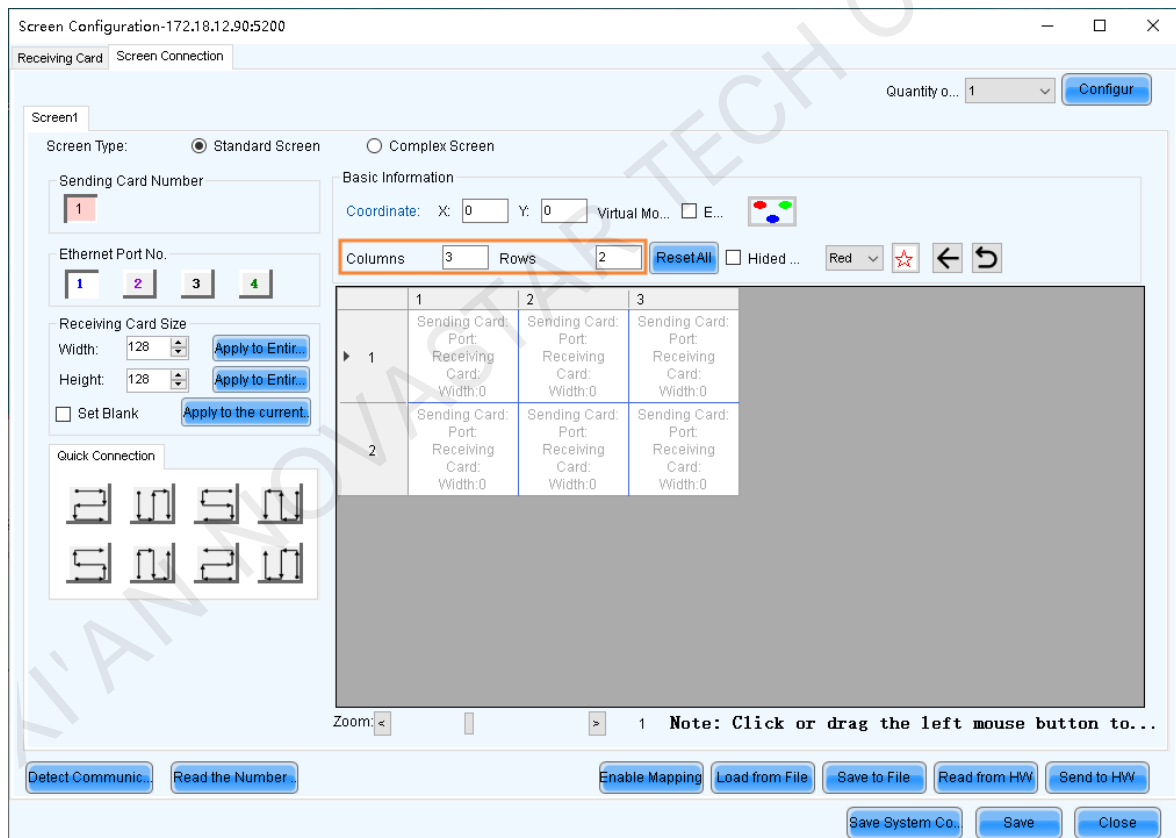 Screen Configuration-172.18.12.90:5200
Receiving Card Screen Connection
Quantity o... 1 Configur
Screen1
Screen Type: Standard Screen Complex Screen
Sending Card Number
1
Basic Information
Coordinate: X: 0 Y: 0 Virtual Mo... E...
Ethernet Port No.
1 2 3 4
Columns 3 Rows 2 ResetAll Hided ... Red
Receiving Card Size
Width: 128 Apply to Entir...
Height: 128 Apply to Entir...
Set Blank Apply to the current..
Quick Connection
1 2 3
1
Sending Card:
Port:
Receiving
Card:
Width:0
Sending Card:
Port:
Receiving
Card:
Width:0
Sending Card:
Port:
Receiving
Card:
Width:0
2
Sending Card:
Port:
Receiving
Card:
Width:0
Sending Card:
Port:
Receiving
Card:
Width:0
Sending Card:
Port:
Receiving
Card:
Width:0
Zoom: < > 1 Note: Click or drag the left mouse button to...
Detect Communic... Read the Number .. Enable Mapping Load from File Save to File Read from HW Send to HW
Save System Co.. Save Close
XI'AN NOVASTAR TECH